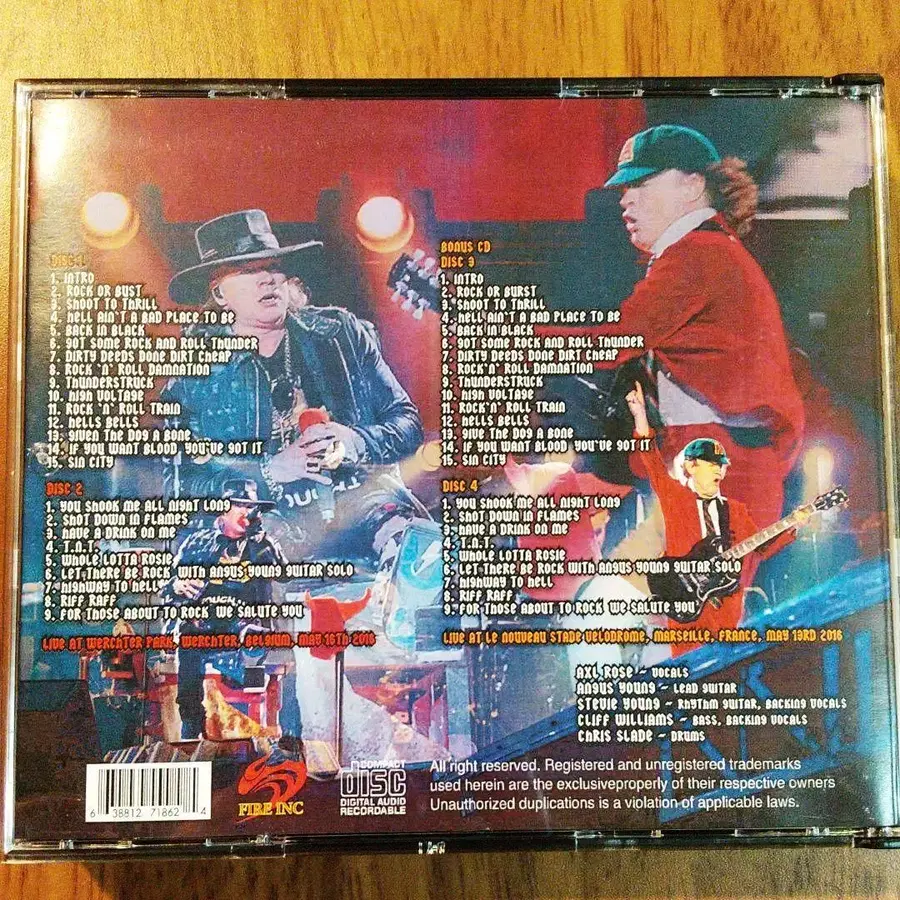 DISC 1
1. INTRO
2. ROCK OR BUST
3. SHOOT TO THRILL
4. HELL AIN'T A BAD PLACE TO BE
5. BACK IN BLACK
6. GOT SOME ROCK AND ROLL THUNDER
7. DIRTY DEEDS DONE DIRT CHEAP
8. ROCK 'N' ROLL DAMNATION
9. THUNDERSTRUCK
10. HIGH VOLTAGE
11. ROCK 'N' ROLL TRAIN
12. HELLS BELLS
13. GIVEN THE DOG A BONE
14. IF YOU WANT BLOOD YOU'VE GOT IT
15. SIN CITY
DISC 2
1. YOU SHOOK ME ALL NIGHT LONG
2. SHOT DOWN IN FLAMES
3. HAVE A DRINK ON ME
4. T.N.T.
5. WHOLE LOTTA ROSIE
6. LET THERE BE ROCK WITH ANGUS YOUNG GUITAR SOLO
7. HIGHWAY TO HELL
8. RIFF RAFF
9. FOR THOSE ABOUT TO ROCK WE SALUTE YOU
LIVE AT WERCHTER PARK, WERCHTER, BELGIUM, MAY 16TH 2016
BONUS CD
DISC 3
1. INTRO
2. ROCK OR BURST
3. SHOOT TO THRILL
4. HELL AIN'T A BAD PLACE TO BE
5. BACK IN BLACK
6. GOT SOME ROCK AND ROLL THUNDER
7. DIRTY DEEDS DONE DIRT CHEAP
8. ROCK'N' ROLL DAMNATION
9. THUNDERSTRUCK
10. HIGH VOLTAGE
11. ROCK'N' ROLL TRAIN
12. HELLS BELLS
13. GIVE THE DOG A BONE
14. IF YOU WANT BLOOD YOU'VE GOT IT
15. SIN CITY
DISC 4
1. YOU SHOOK ME ALL NIGHT LONG
2. SHOT DOWN IN FLAMES
3. HAVE A DRINK ON ME
4. T.N.T.
5. WHOLE LOTTA ROSIE
6. LET THERE BE ROCK WITH ANGUS YOUNG GUITAR SOLO
7. HIGHWAY TO HELL
8. RIFF RAFF
9. FOR THOSE ABOUT TO ROCK WE SALUTE YOU
LIVE AT LE NOUVEAU STADE VELODROME, MARSEILLE, FRANCE, MAY 13RD 2016
AXL ROSE ~ VOCALS
ANGUS YOUNG ~ LEAD GUITAR
STEVIE YOUNG ~ RHYTHM GUITAR, BACKING VOCALS
CLIFF WILLIAMS ~ BASS, BACKING VOCALS
CHRIS SLADE ~ DRUMS
6 38812 71862 4
FIRE INC
COMPACT
disc
DIGITAL AUDIO
RECORDABLE
All right reserved. Registered and unregistered trademarks
used herein are the exclusiveproperly of their respective owners
Unauthorized duplications is a violation of applicable laws.